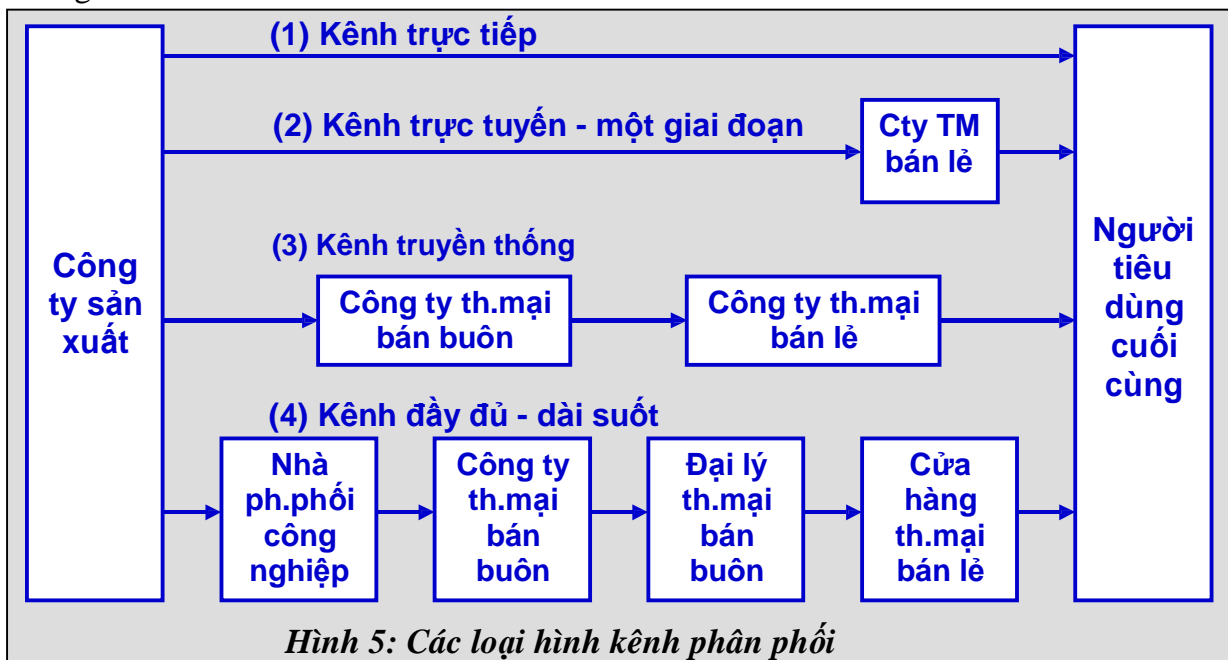 (1) Kênh trực tiếp
(2) Kênh trực tuyến - một giai đoạn
Cty TM
bán lẻ
(3) Kênh truyền thống
Công
ty sản
xuất
Công ty th.mại
bán buôn
Công ty th.mại
bán lẻ
Người
tiêu
dùng
cuối
cùng
(4) Kênh đầy đủ - dài suốt
Nhà
ph.phối
công
nghiệp
Công ty
th.mại
bán
buôn
Đại lý
th.mại
bán
buôn
Cửa
hàng
th.mại
bán lẻ
Hình 5: Các loại hình kênh phân phối